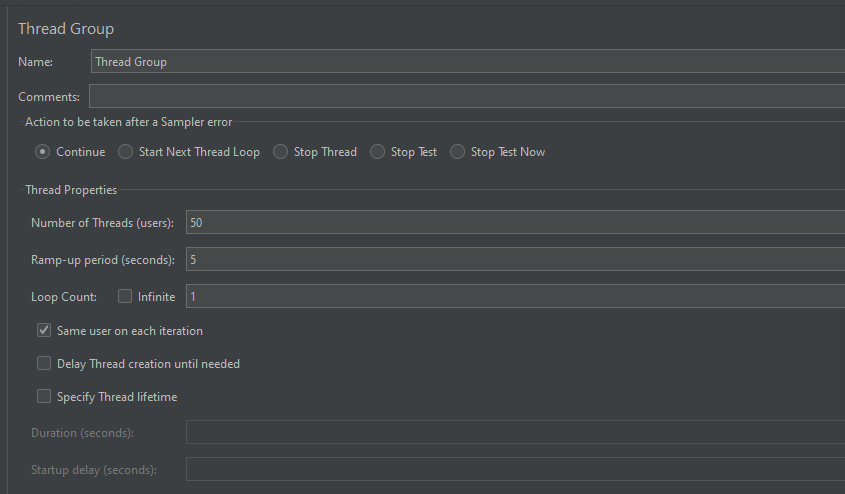 Thread Group
Name: Thread Group
Comments:
Action to be taken after a Sampler error
Continue Start Next Thread Loop Stop Thread Stop Test Stop Test Now
Thread Properties
Number of Threads (users): 50
Ramp-up period (seconds): 5
Loop Count: Infinite 1
Same user on each iteration
Delay Thread creation until needed
Specify Thread lifetime
Duration (seconds):
Startup delay (seconds):